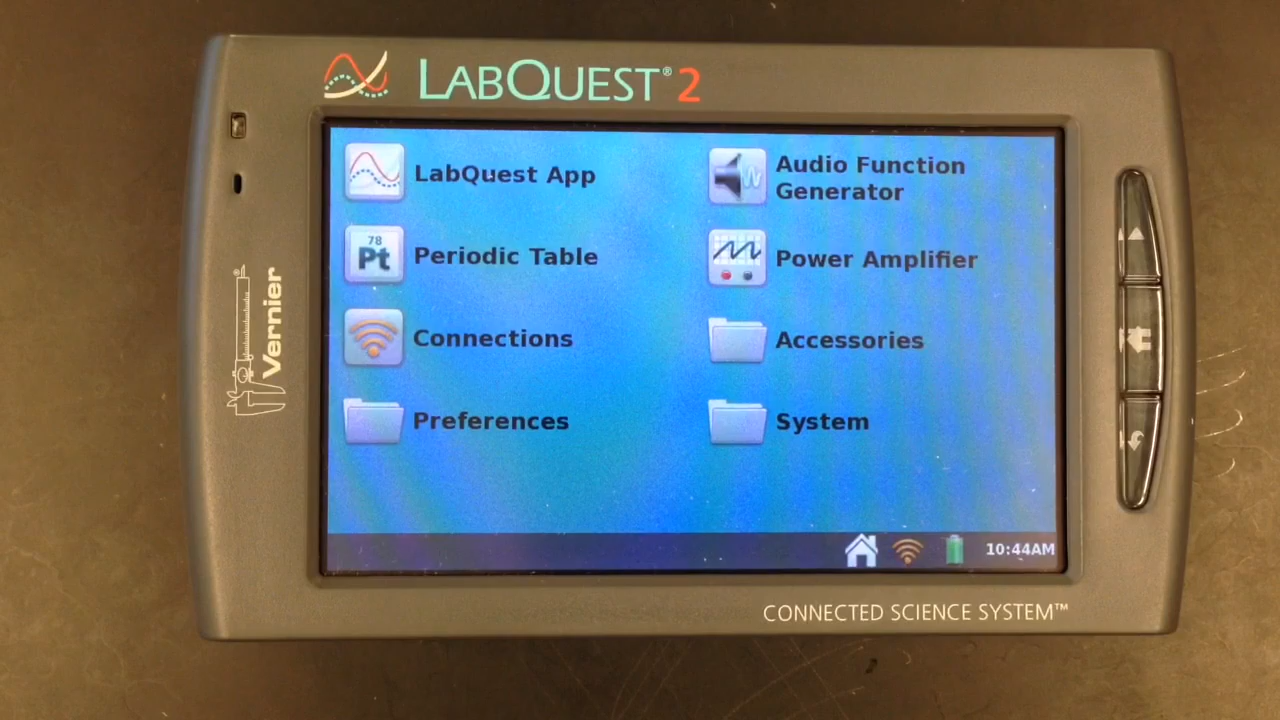 LABQUEST® 2
LabQuest App
Audio Function
Generator
78
Pt
Periodic Table
Power Amplifier
Connections
Accessories
Preferences
System
10:44AM
Vernier
CONNECTED SCIENCE SYSTEM™